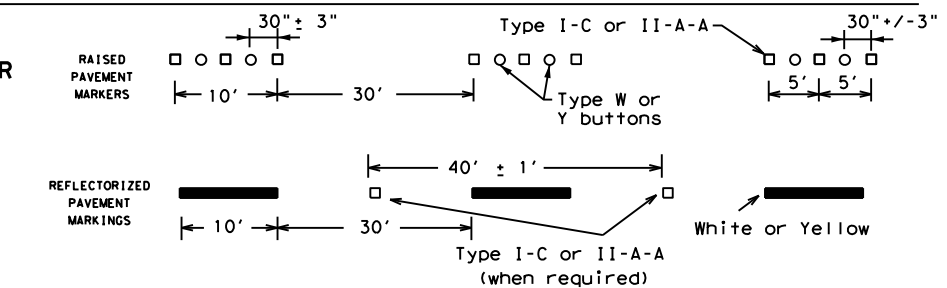 30"± 3"
Type I-C or II-A-A
30"+/-3"
R
RAISED
PAVEMENT
MARKERS
10'
30'
Type W or
Y buttons
5'
5'
REFLECTORIZED
PAVEMENT
MARKINGS
40' ± 1'
10'
30'
White or Yellow
Type I-C or II-A-A
(when required)